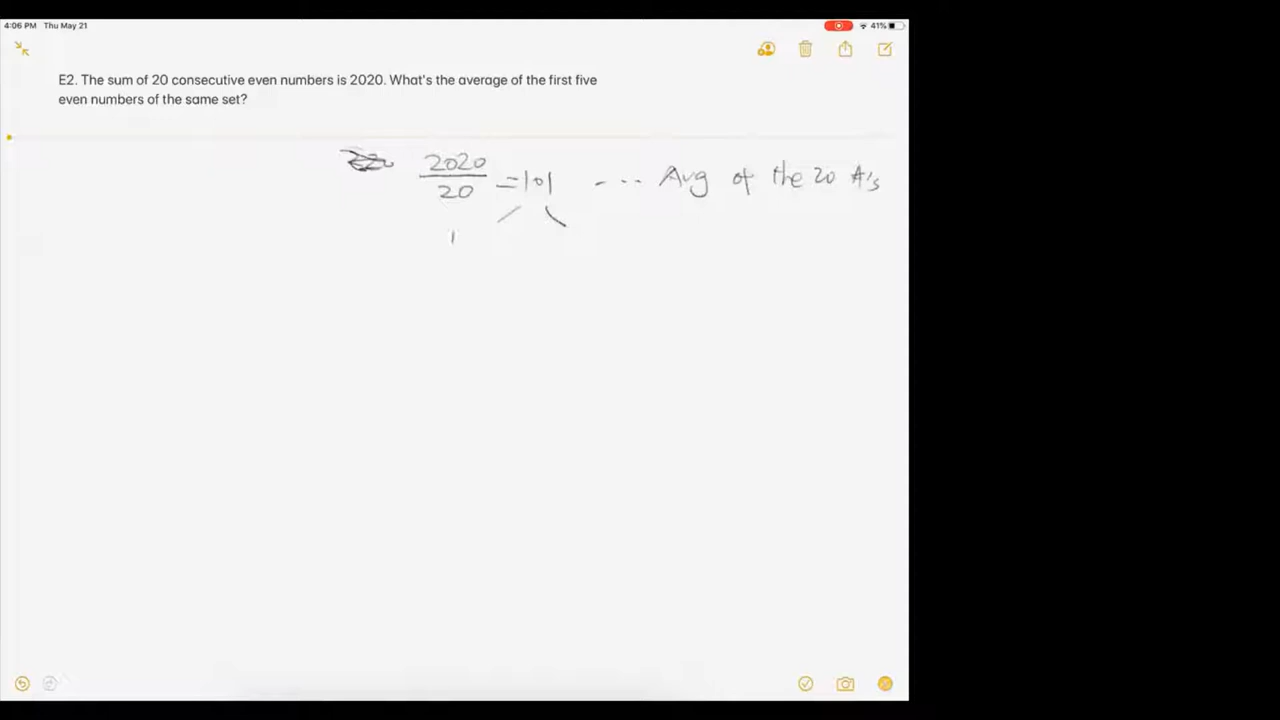 4:06 PM Thu May 21
41%
E2. The sum of 20 consecutive even numbers is 2020. What's the average of the first five
even numbers of the same set?
2020
20
=101 - ... Avg of the 20 #'s
1